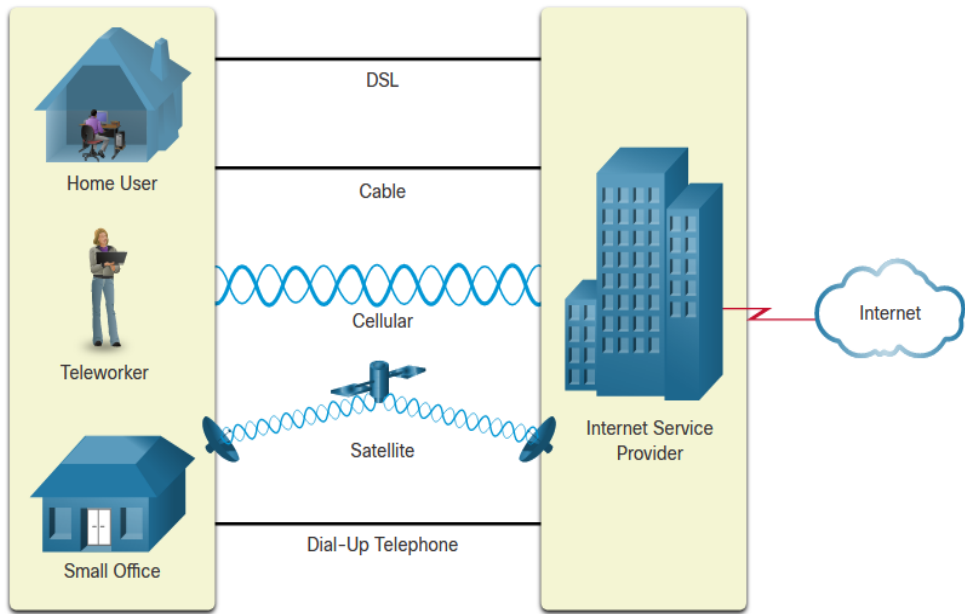 DSL
Home User
Cable
Cellular
Internet
Teleworker
Satellite
Internet Service
Provider
Dial-Up Telephone
Small Office